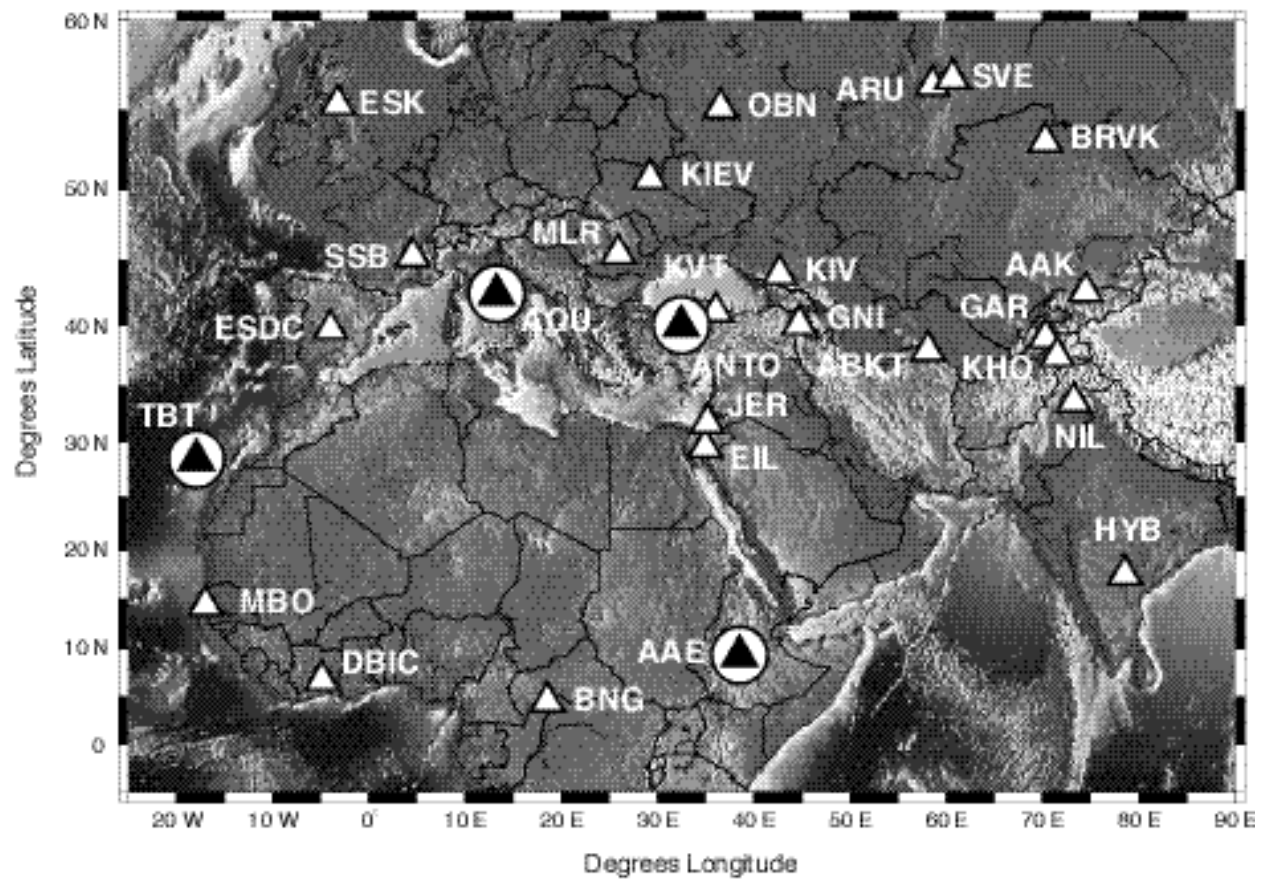 60 N
ESK
OBN
ARU
SVE
BRVK
KIEV
50 N
MLR
SSB
KVT
KIV
AAK
GAR
ESDC
AQU
GNI
40 N
ANTO
ABKT
KHO
JER
TBT
NIL
30 N
EIL
HYB
20 N
MBO
10 N
DBIC
AAE
BNG
0
20 W 10 W 0° 10 E 20 E 30 E 40 E 50 E 60 E 70 E 80 E 90 E
Degrees Longitude
Degrees Latitude